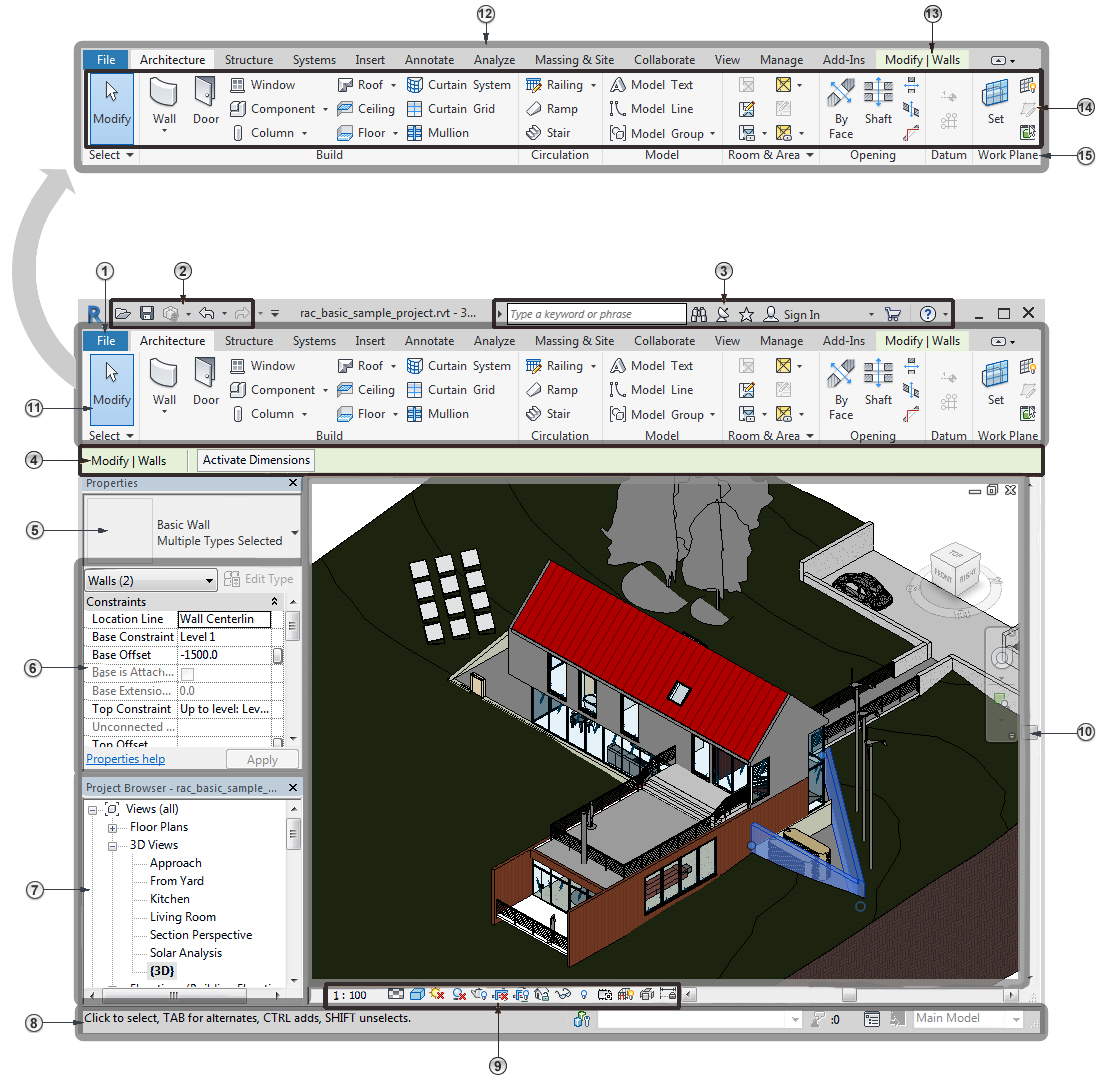 12
13
File Architecture Structure Systems Insert Annotate Analyze Massing & Site Collaborate View Manage Add-Ins Modify | Walls
Modify Wall Door Window Component Column Roof Ceiling Floor Curtain System Curtain Grid Mullion Railing Ramp Stair Model Text Model Line Model Group By Face Shaft Set
14
Select Build Circulation Model Room & Area Opening Datum Work Plane
15
1
2
3
R rac_basic_sample_project.rvt - 3... Type a keyword or phrase Sign In
File Architecture Structure Systems Insert Annotate Analyze Massing & Site Collaborate View Manage Add-Ins Modify | Walls
Modify Wall Door Window Component Column Roof Ceiling Floor Curtain System Curtain Grid Mullion Railing Ramp Stair Model Text Model Line Model Group By Face Shaft Set
11
Select Build Circulation Model Room & Area Opening Datum Work Plane
4
Modify | Walls Activate Dimensions
Properties
5
Basic Wall
Multiple Types Selected
Walls (2) Edit Type
Constraints
Location Line Wall Centerlin
Base Constraint Level 1
Base Offset -1500.0
6
Base is Attach...
Base Extensio... 0.0
Top Constraint Up to level: Lev...
Unconnected ...
Top Offset
Properties help Apply
TOP
FRONT
RIGHT
10
Project Browser - rac_basic_sample_...
Views (all)
Floor Plans
3D Views
Approach
From Yard
7
Kitchen
Living Room
Section Perspective
Solar Analysis
{3D}
1 : 100
8
Click to select, TAB for alternates, CTRL adds, SHIFT unselects.
:0
Main Model
9